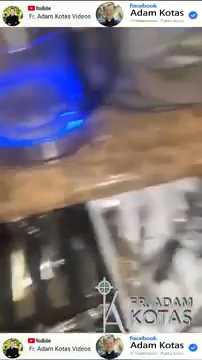 YouTube
Fr. Adam Kotas Videos
facebook
Adam Kotas
FR. ADAM
KOTAS
YouTube
Fr. Adam Kotas Videos
facebook
Adam Kotas